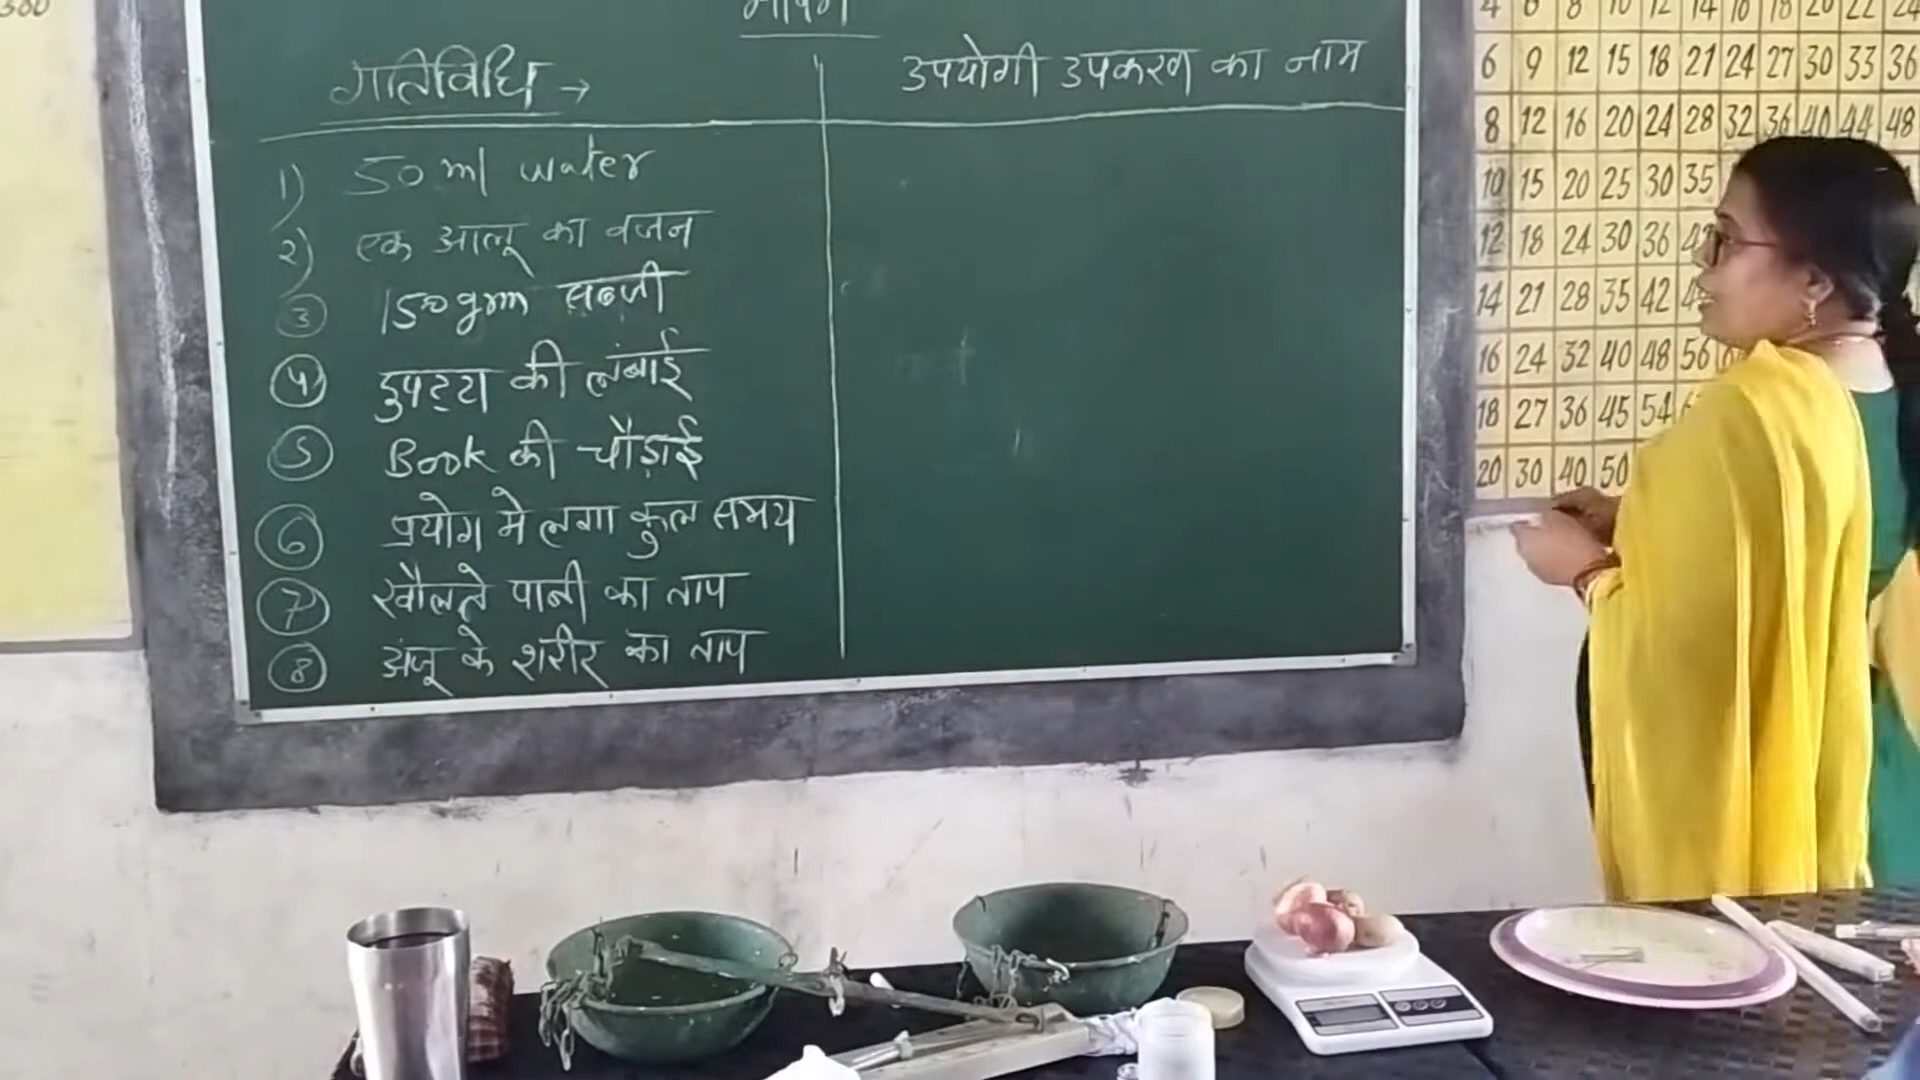 मापन
गतिविधि →
उपयोगी उपकरण का नाम
1) 50 ml water
2) एक आलू का वजन
3 150 grm सब्जी
4 दुपट्टा की लंबाई
5 Book की चौड़ाई
6 प्रयोग मे लगा कुल समय
7 खौलते पानी का ताप
8 अंजू के शरीर का ताप
4 6 8 10 12 14 16 18 20 22 24
6 9 12 15 18 21 24 27 30 33 36
8 12 16 20 24 28 32 36 40 44 48
10 15 20 25 30 35
12 18 24 30 36
14 21 28 35 42
16 24 32 40 48 56
18 27 36 45 54
20 30 40 50